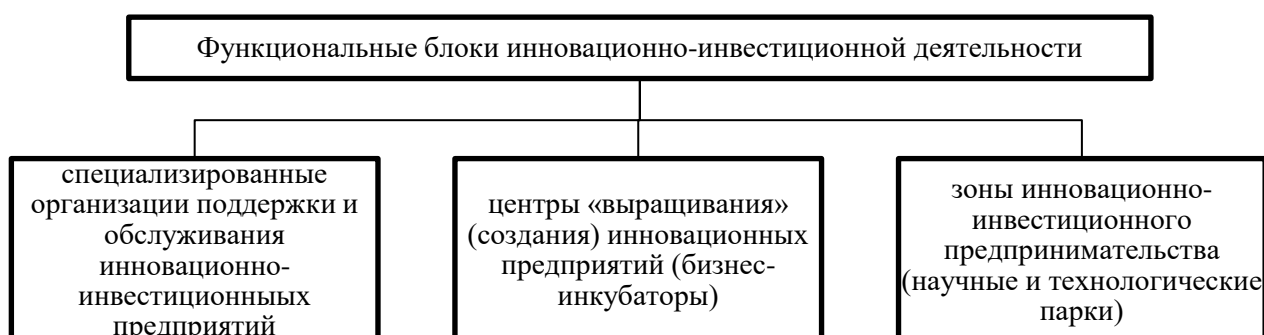 Функциональные блоки инновационно-инвестиционной деятельности
специализированные
организации поддержки и
обслуживания
инновационно-
инвестиционныых
предприятий
центры «выращивания»
(создания) инновационных
предприятий (бизнес-
инкубаторы)
зоны инновационно-
инвестиционного
предпринимательства
(научные и технологические
парки)